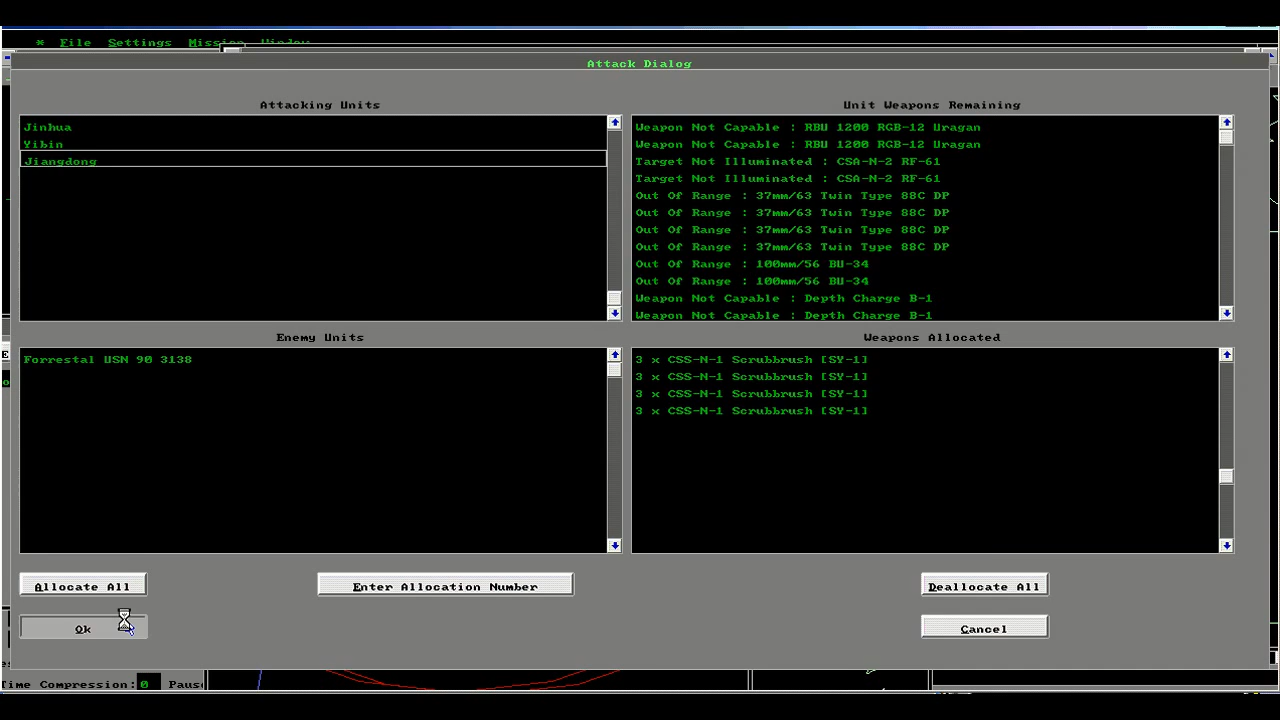 * File Settings Mission Window
Attack Dialog
Attacking Units
Unit Weapons Remaining
Jinhua
Yibin
Jiangdong
Weapon Not Capable : RBU 1200 RGB-12 Uragan
Weapon Not Capable : RBU 1200 RGB-12 Uragan
Target Not Illuminated : CSA-N-2 RF-61
Target Not Illuminated : CSA-N-2 RF-61
Out Of Range : 37mm/63 Twin Type 88C DP
Out Of Range : 37mm/63 Twin Type 88C DP
Out Of Range : 37mm/63 Twin Type 88C DP
Out Of Range : 37mm/63 Twin Type 88C DP
Out Of Range : 100mm/56 BU-34
Out Of Range : 100mm/56 BU-34
Weapon Not Capable : Depth Charge B-1
Weapon Not Capable : Depth Charge B-1
Enemy Units
Weapons Allocated
Forrestal USN 90 3138
3 x CSS-N-1 Scrubbrush [SY-1]
3 x CSS-N-1 Scrubbrush [SY-1]
3 x CSS-N-1 Scrubbrush [SY-1]
3 x CSS-N-1 Scrubbrush [SY-1]
Allocate All
Enter Allocation Number
Deallocate All
Ok
Cancel
Time Compression: 0 Paus